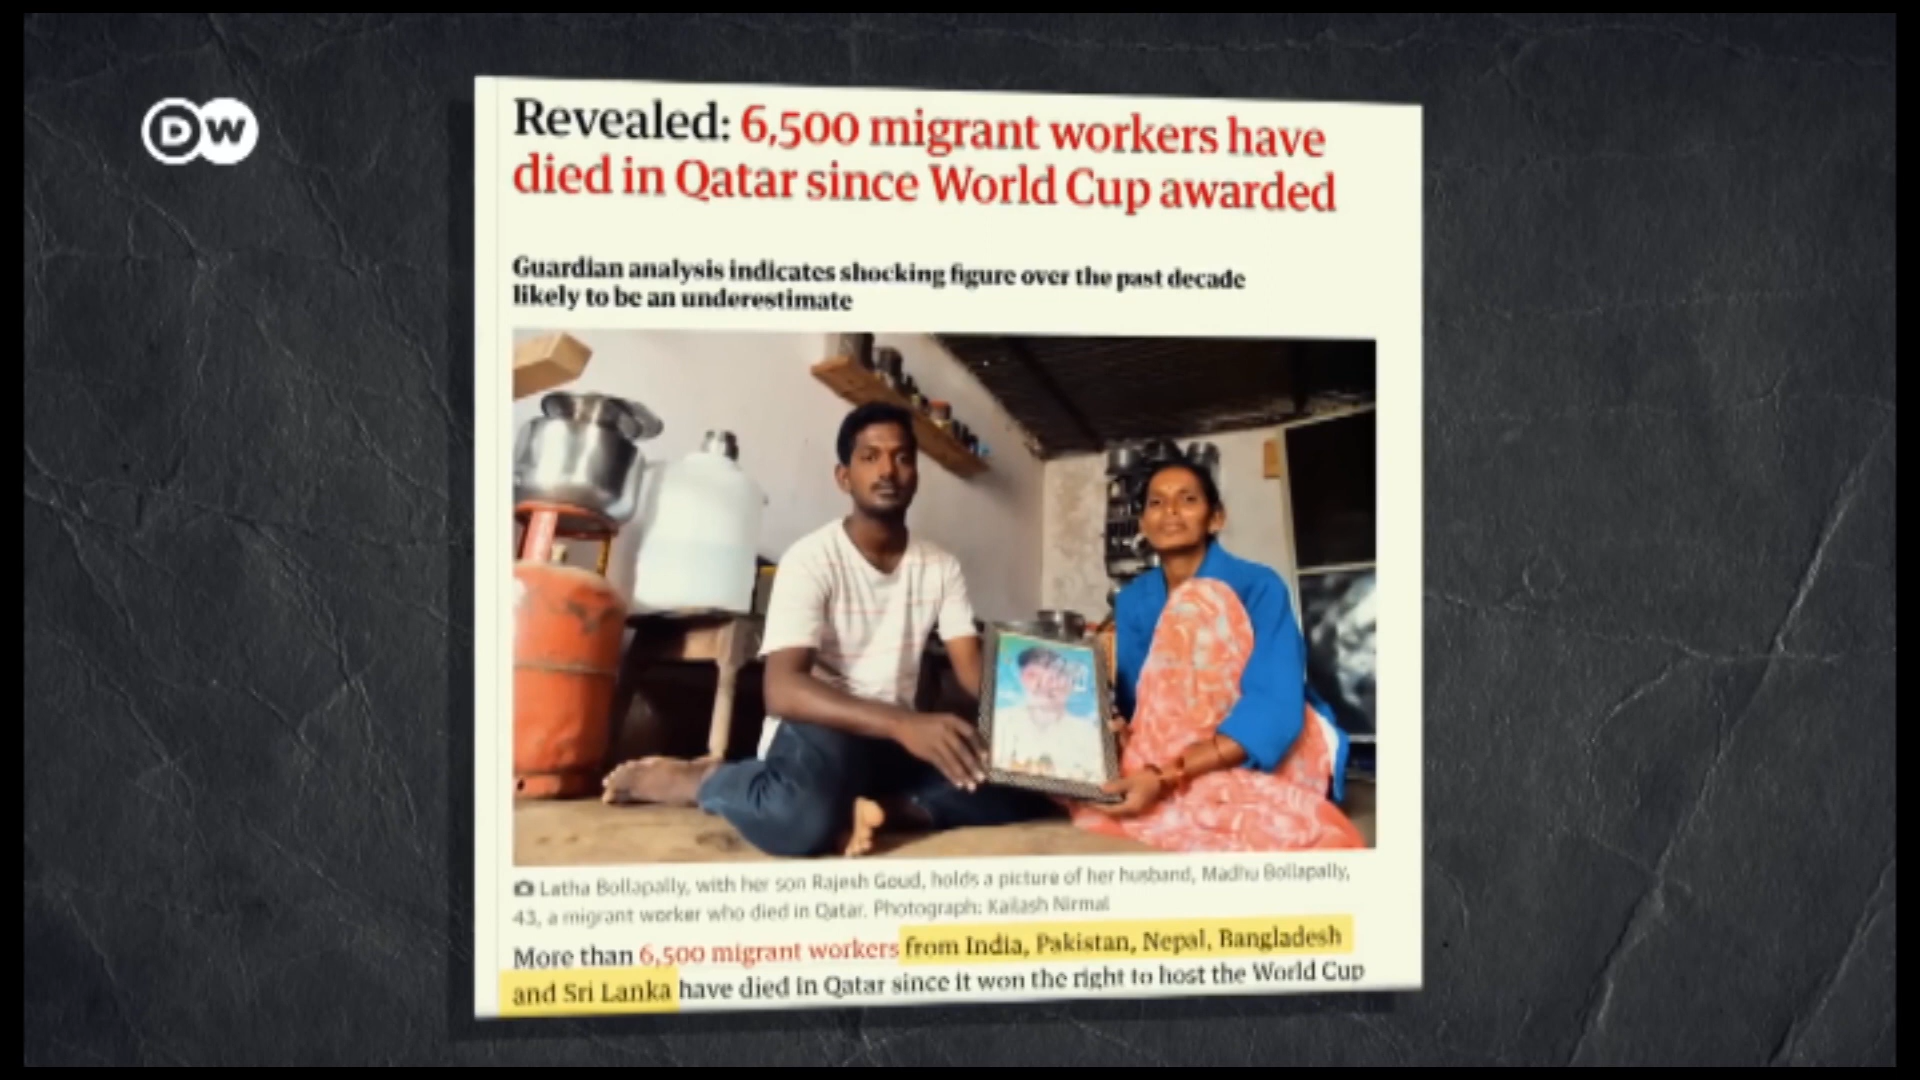 DW
Revealed: 6,500 migrant workers have
died in Qatar since World Cup awarded
Guardian analysis indicates shocking figure over the past decade
likely to be an underestimate
Latha Bollapally, with her son Rajesh Goud, holds a picture of her husband, Madhu Bollapally,
43, a migrant worker who died in Qatar. Photograph: Kailash Nirmal
More than 6,500 migrant workers from India, Pakistan, Nepal, Bangladesh
and Sri Lanka have died in Qatar since it won the right to host the World Cup